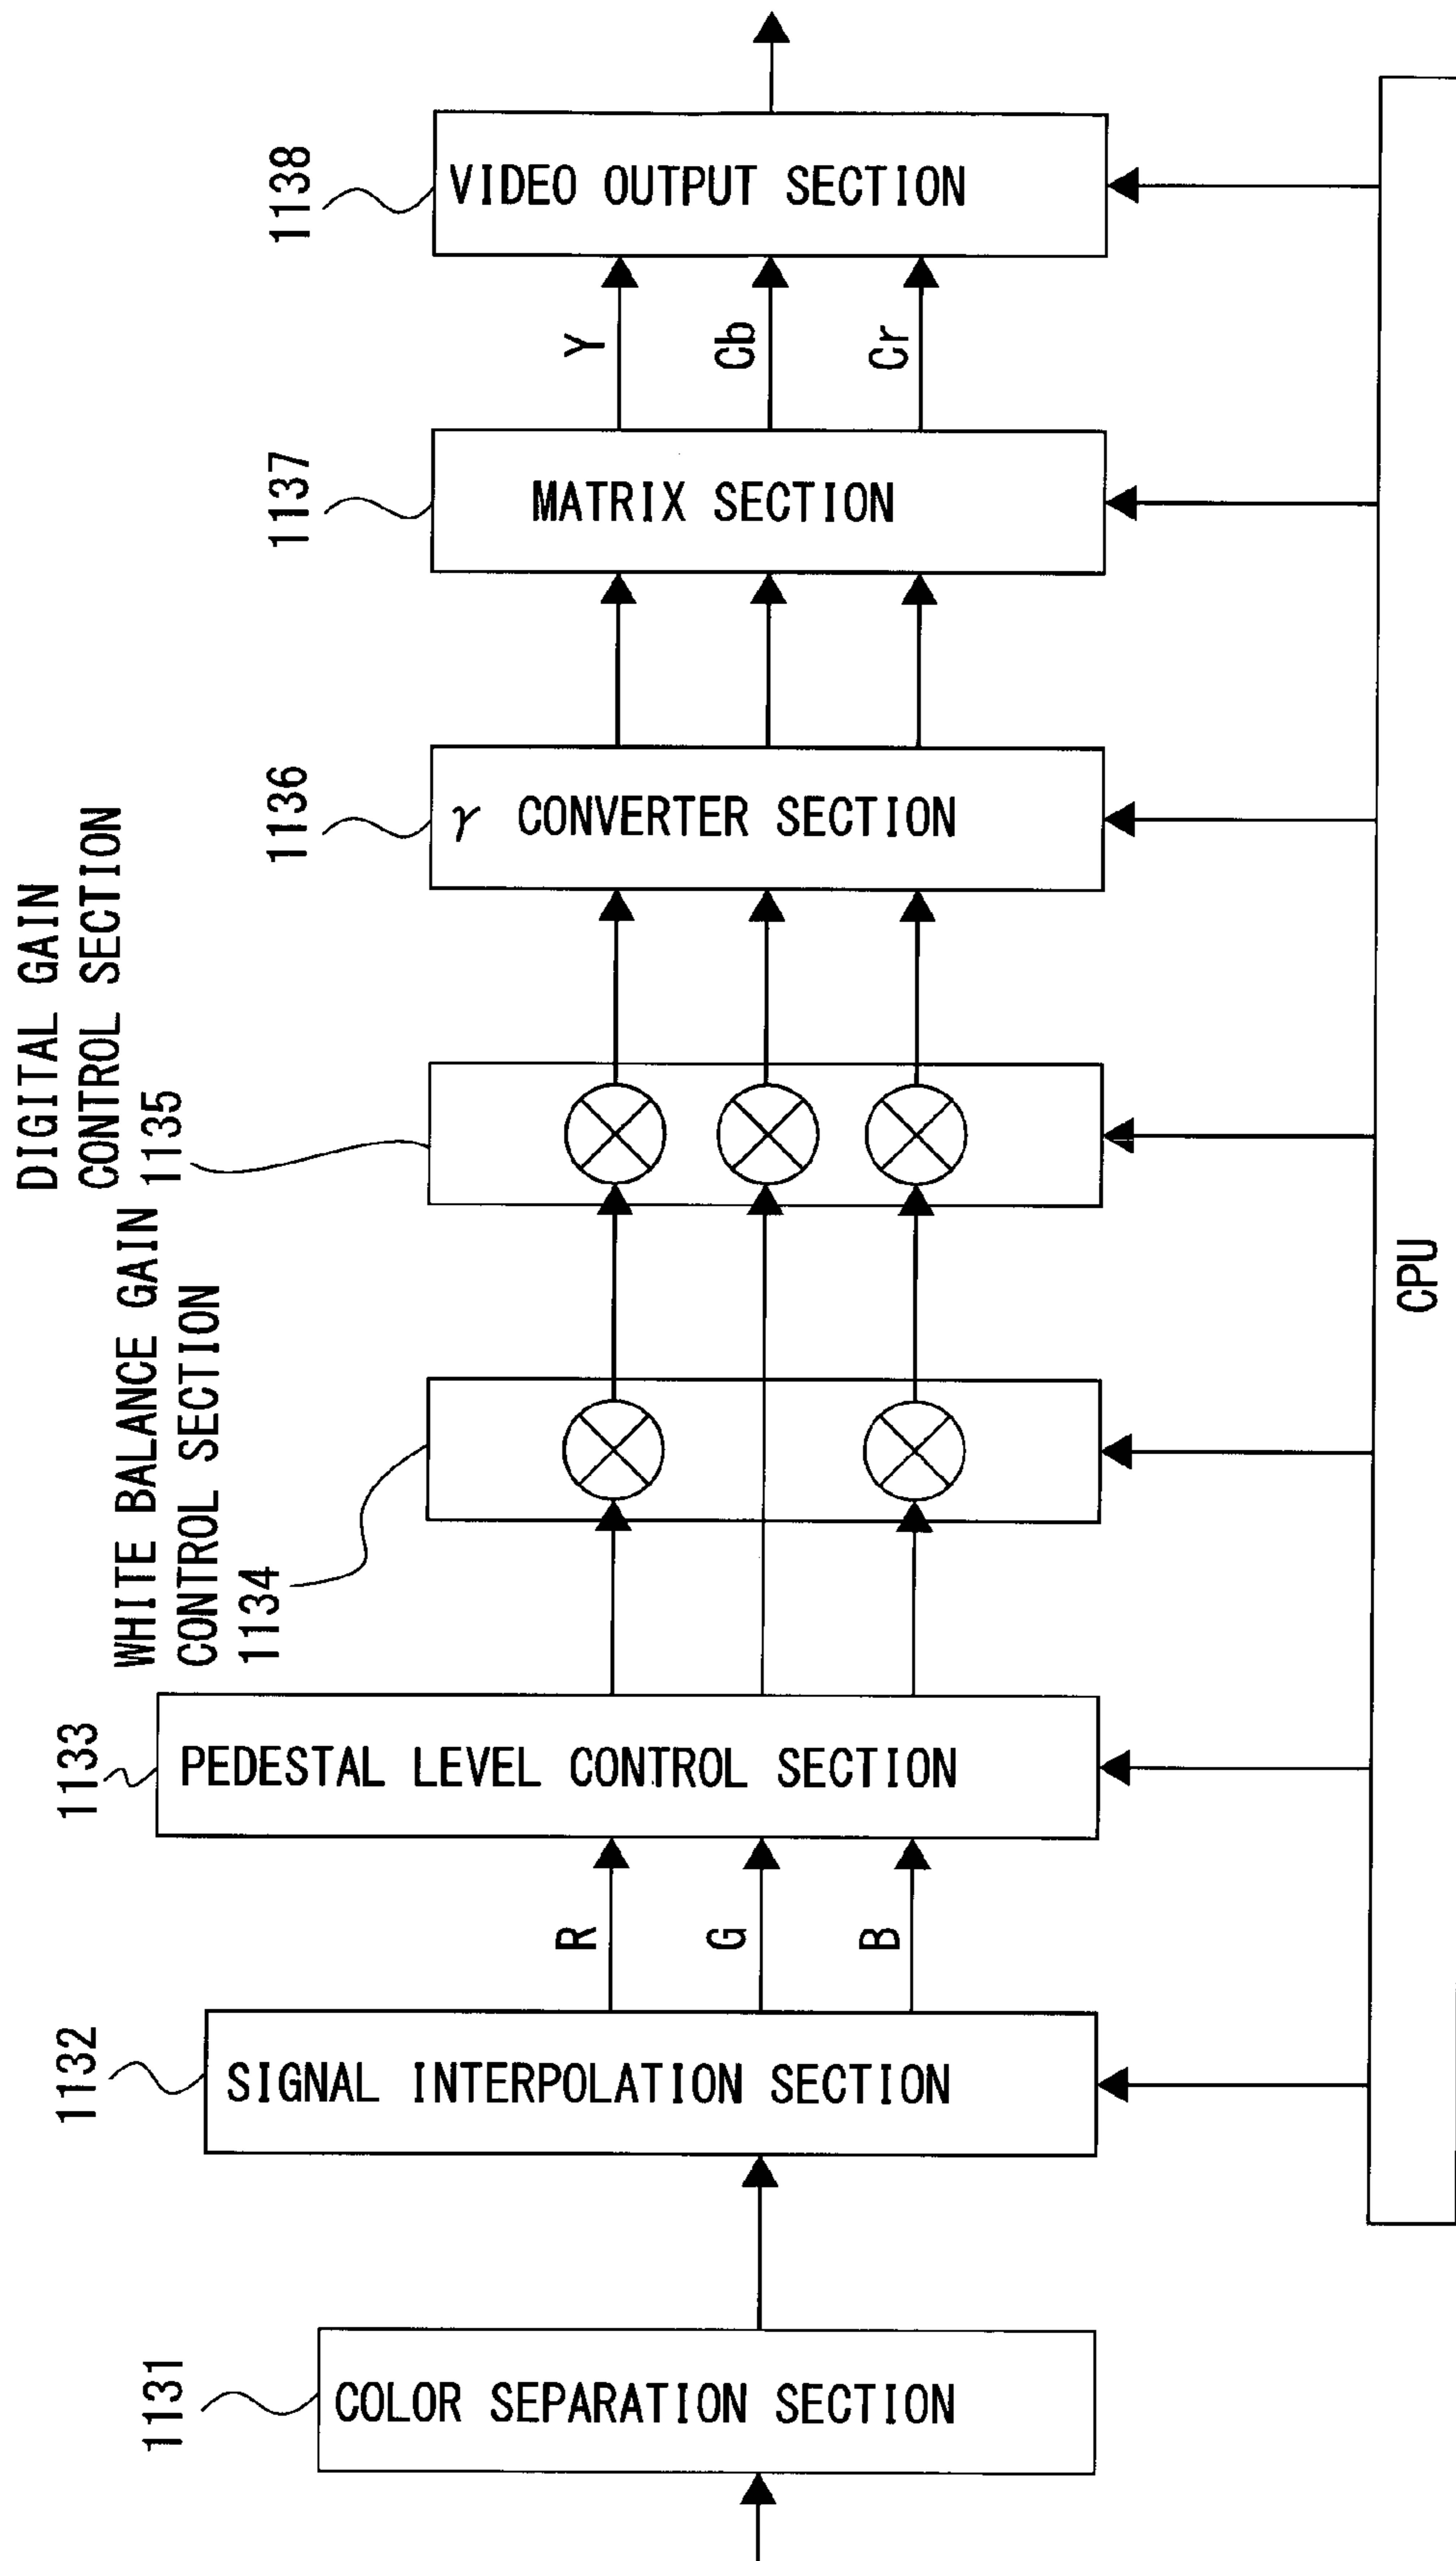 1138
VIDEO OUTPUT SECTION
Y
Cb
Cr
1137
MATRIX SECTION
1136
γ CONVERTER SECTION
DIGITAL GAIN
CONTROL SECTION
1135
WHITE BALANCE GAIN
CONTROL SECTION
1134
CPU
1133
PEDESTAL LEVEL CONTROL SECTION
R
G
B
1132
SIGNAL INTERPOLATION SECTION
1131
COLOR SEPARATION SECTION